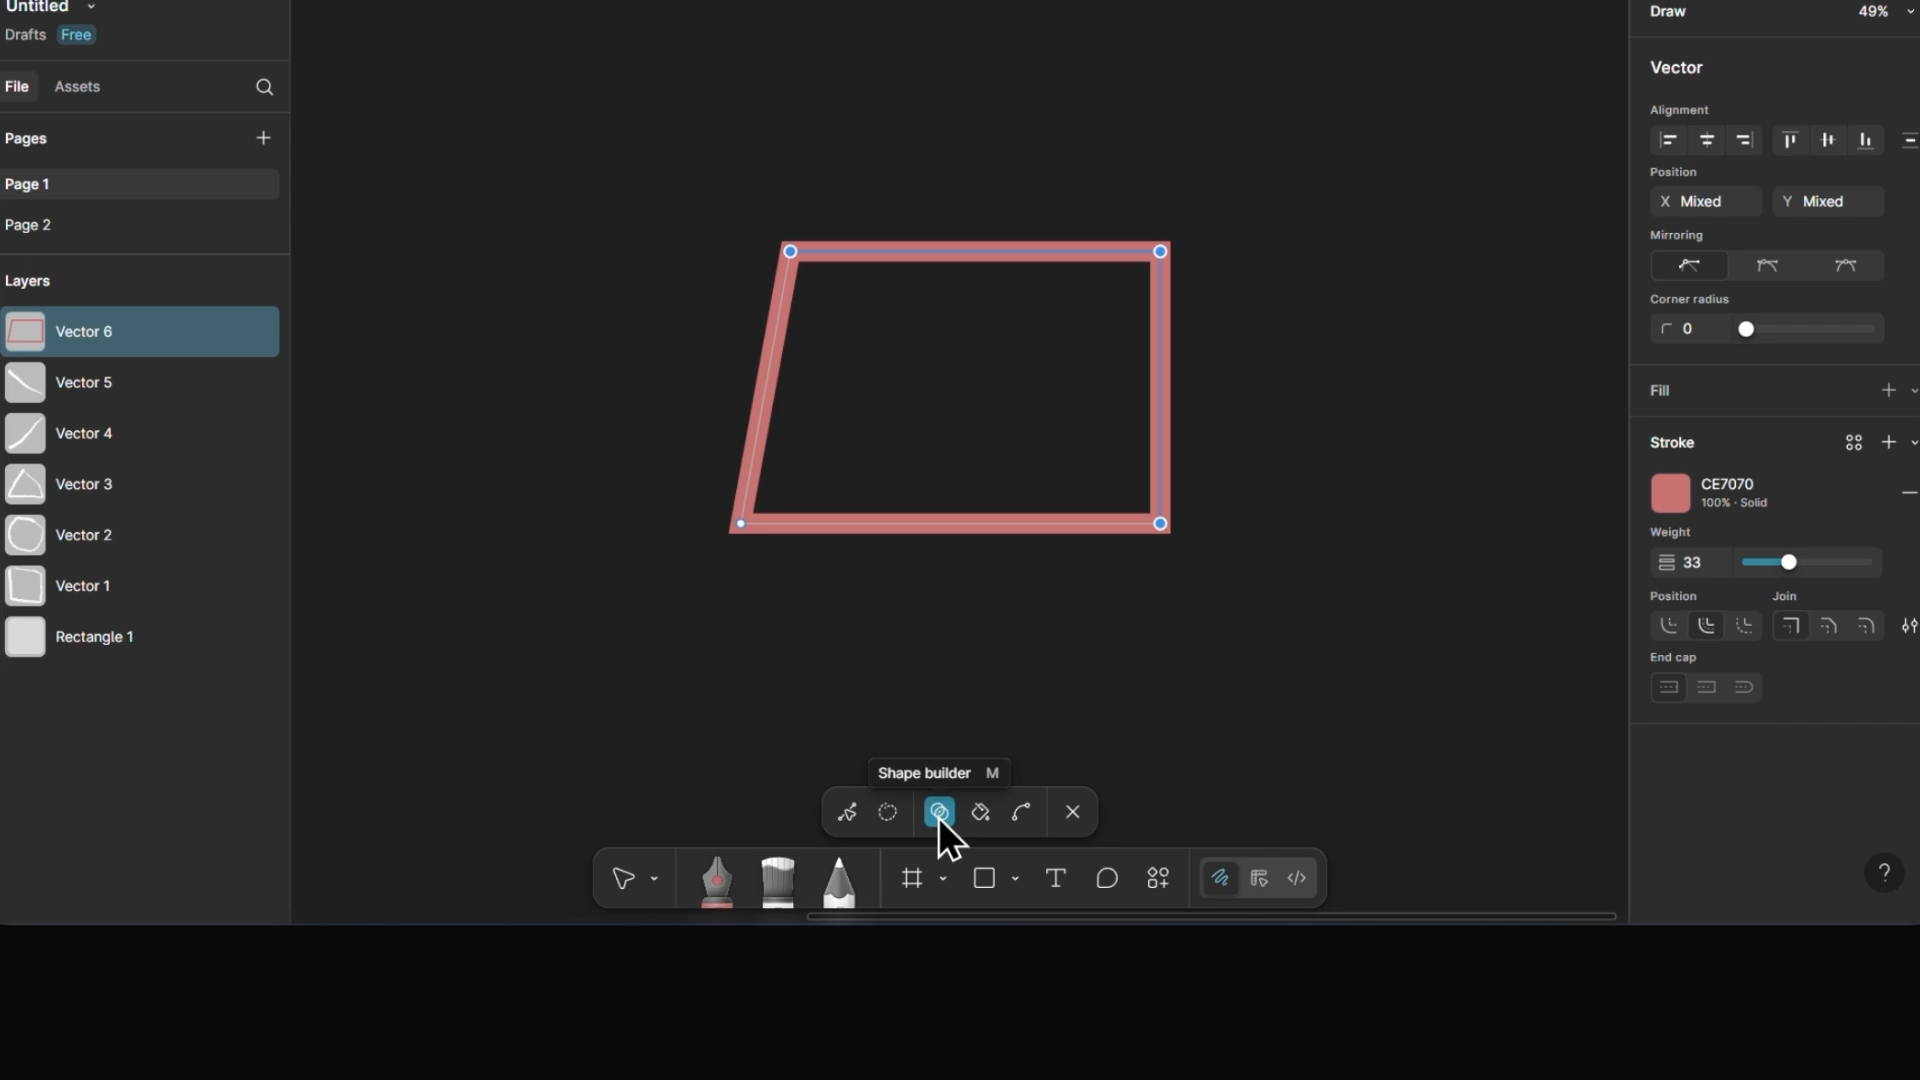 Untitled
Drafts Free
File Assets
Pages
Page 1
Page 2
Layers
Vector 6
Vector 5
Vector 4
Vector 3
Vector 2
Vector 1
Rectangle 1
Shape builder M
Draw 49%
Vector
Alignment
Position
X Mixed Y Mixed
Mirroring
Corner radius
0
Fill
Stroke
CE7070
100% · Solid
Weight
33
Position Join
End cap
?